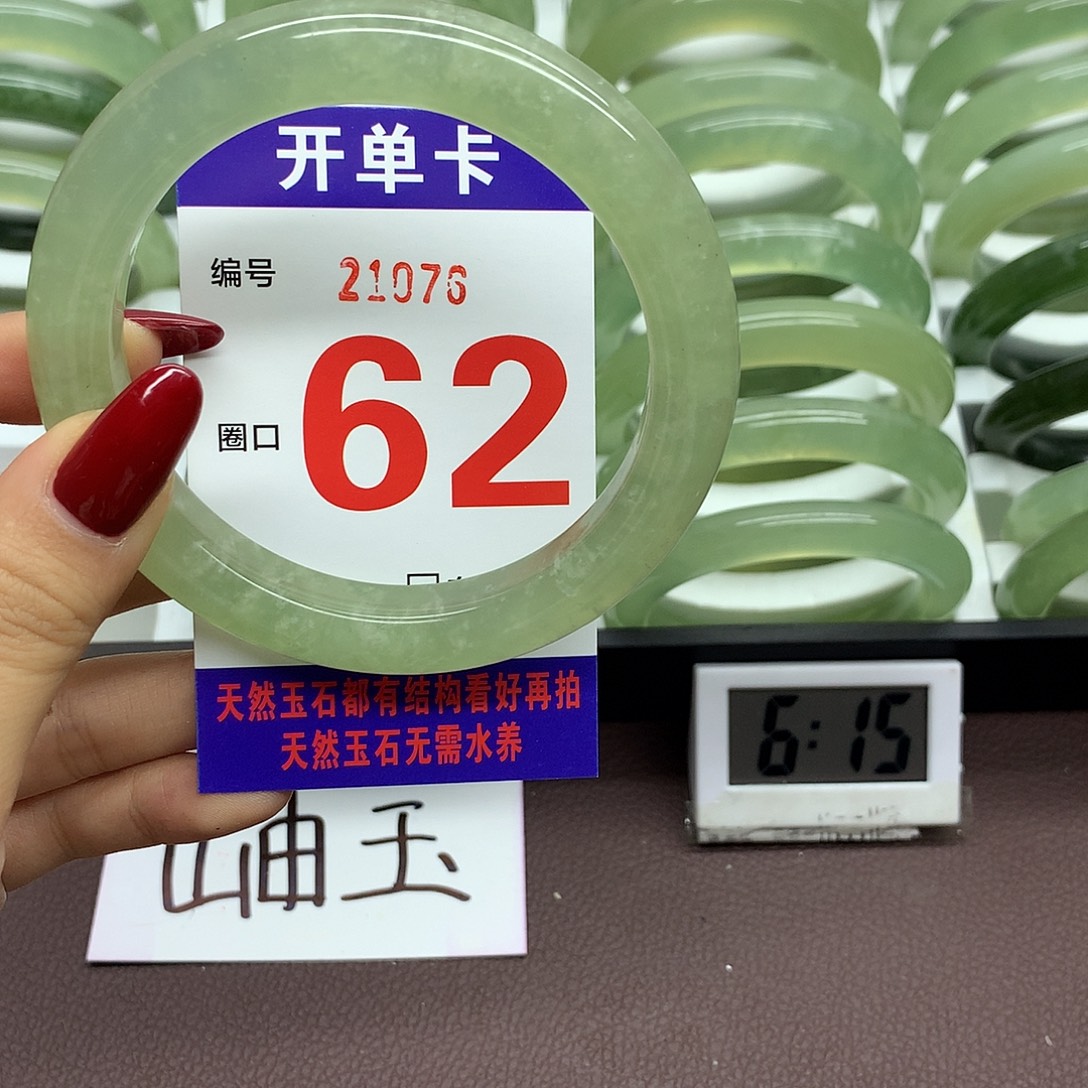 开单卡
编号 21076
圈口 62
天然玉石都有结构看好再拍
天然玉石无需水养
岫玉
6:15